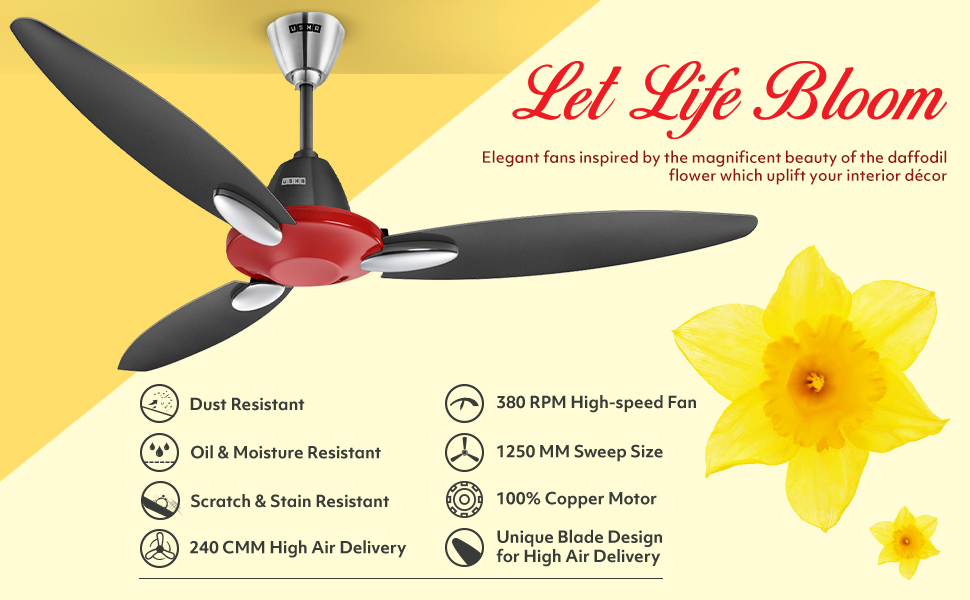 USHA
USHA
Let Life Bloom
Elegant fans inspired by the magnificent beauty of the daffodil
flower which uplift your interior décor
Dust Resistant
Oil & Moisture Resistant
Scratch & Stain Resistant
240 CMM High Air Delivery
380 RPM High-speed Fan
1250 MM Sweep Size
100% Copper Motor
Unique Blade Design
for High Air Delivery